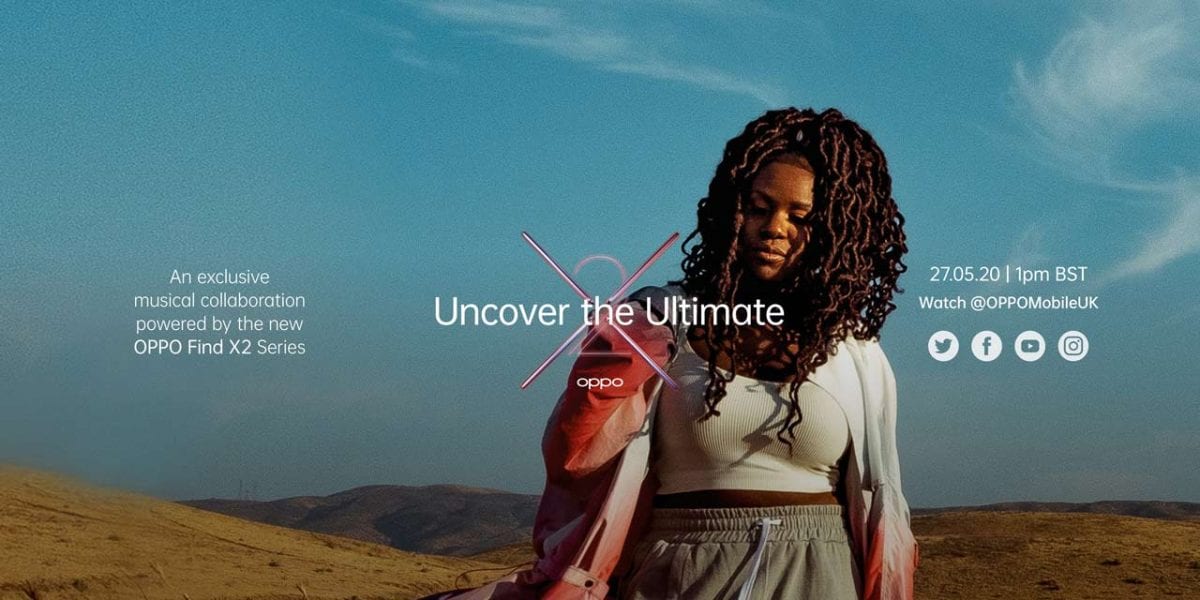 An exclusive
musical collaboration
powered by the new
OPPO Find X2 Series
2
Uncover the Ultimate
oppo
27.05.20 | 1pm BST
Watch @OPPOMobileUK